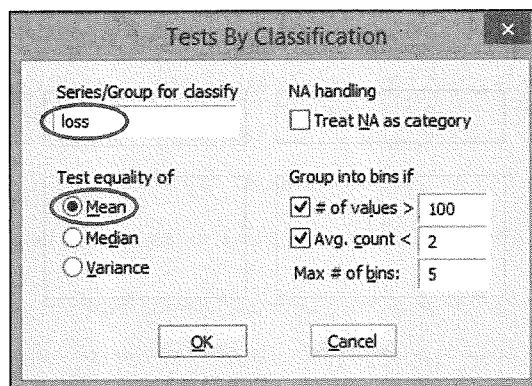 Tests By Classification
Series/Group for classify
loss
NA handling
Treat NA as category
Test equality of
Mean
Median
Variance
Group into bins if
# of values > 100
Avg. count < 2
Max # of bins: 5
OK
Cancel